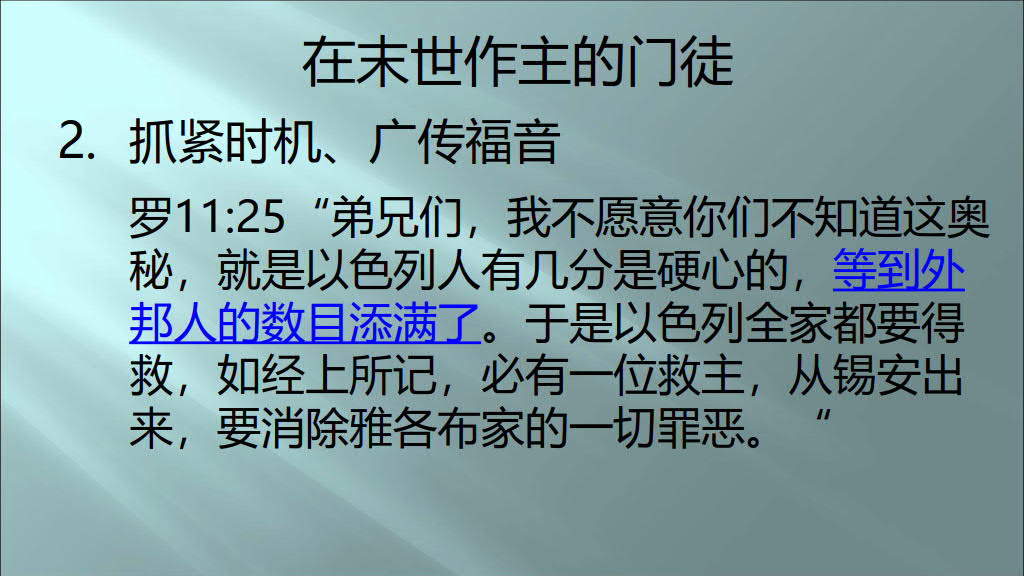 在末世作主的门徒
2. 抓紧时机、广传福音
罗11:25“弟兄们，我不愿意你们不知道这奥
秘，就是以色列人有几分是硬心的，等到外
邦人的数目添满了。于是以色列全家都要得
救，如经上所记，必有一位救主，从锡安出
来，要消除雅各布家的一切罪恶。“